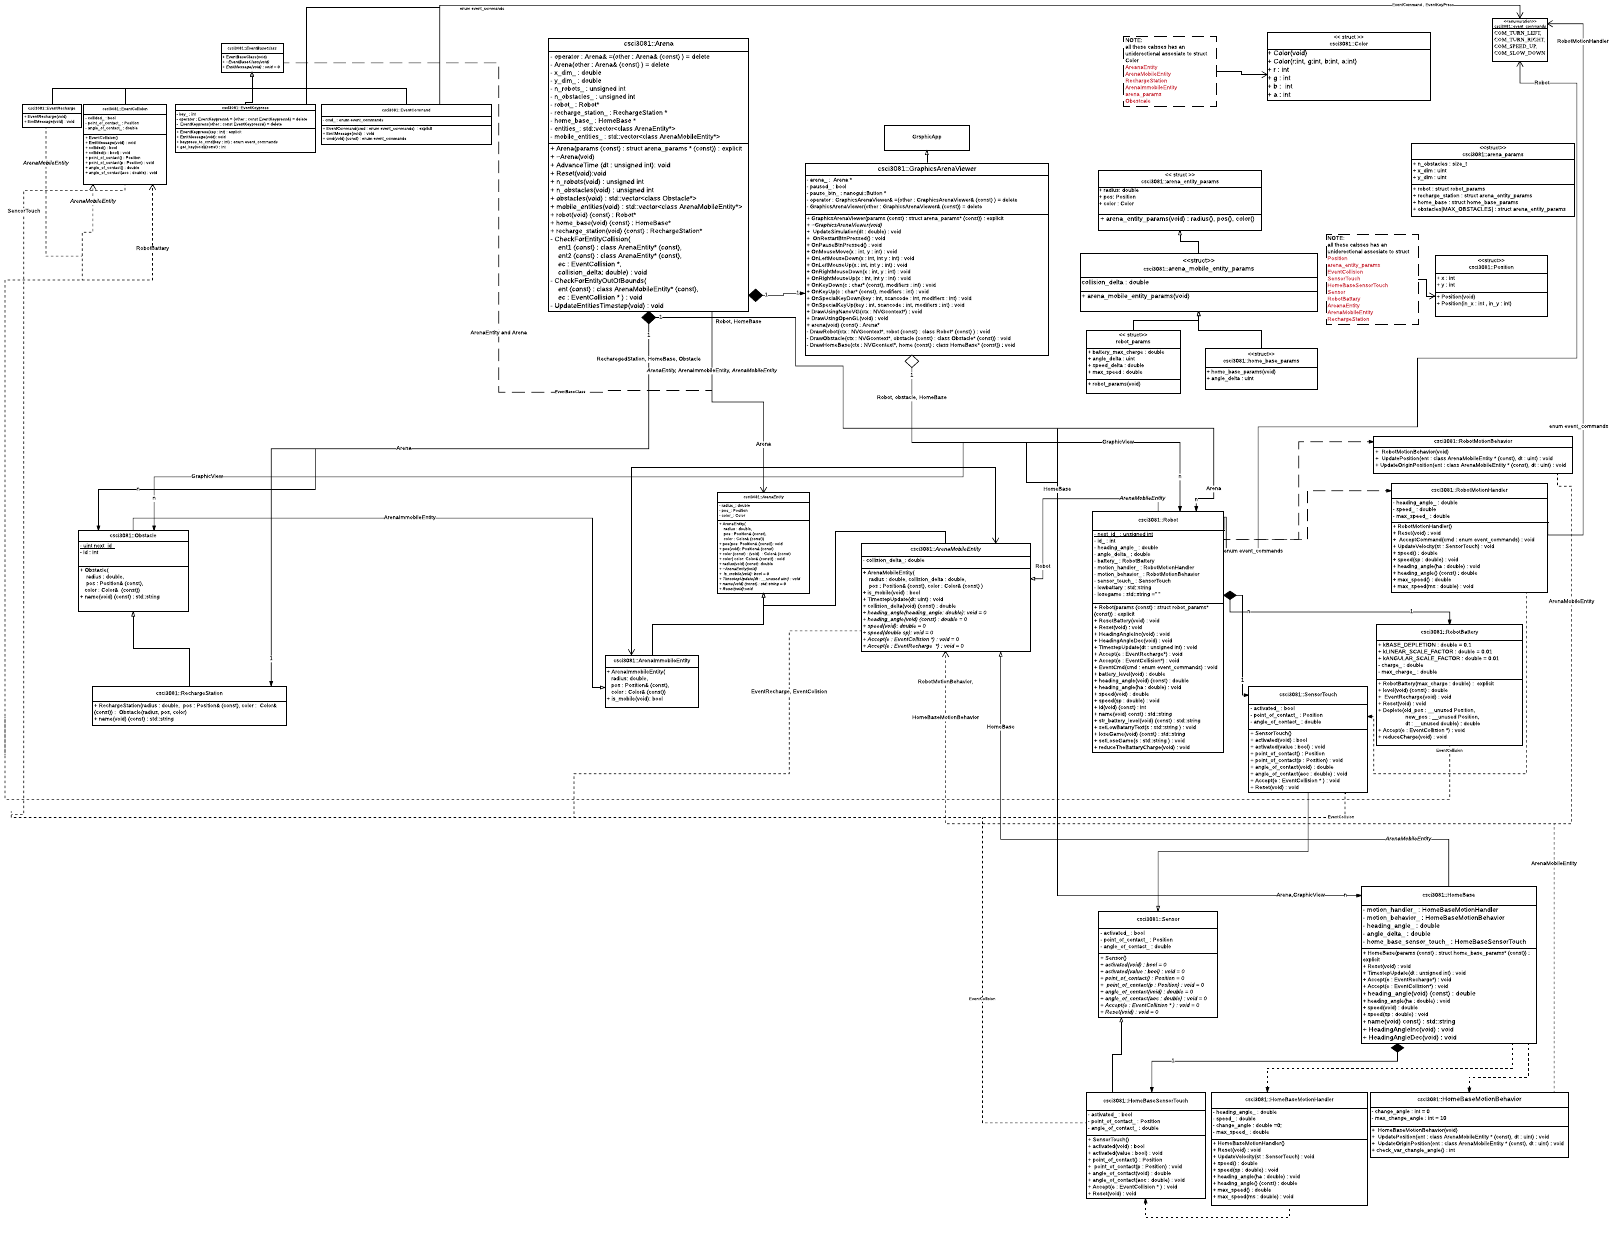 enum event_commands
EventCommand , EventKeyPress
RobotMotionHandler
Robot
<<enumeration>>
csci3081::event_commands
COM_TURN_LEFT,
COM_TURN_RIGHT,
COM_SPEED_UP,
COM_SLOW_DOWN
NOTE:
all these calsses has an
unidirectional associate to struct
Color
AreanaEntity
ArenaMobileEntity
RechargeStation
ArenaImmobileEntity
arena_params
Obsticale
<< struct >>
csci3081::Color
+ Color(void)
+ Color(r:int, g:int, b:int, a:int)
+ r : int
+ g : int
+ b : int
+ a : int
csci3081::EventBaseClass
+ EventBaseClass(void)
+ ~EventBaseClass(void)
+ EmitMessage(void) : void = 0
csci3081::EventRecharge
+ EventRecharge(void)
+ EmitMessage(void) : void
csci3081::EventCollision
- collided_ : bool
- point_of_contact_ : Position
- angle_of_contact_ : double
+ EventCollision()
+ EmitMessage(void) : void
+ collided() : bool
+ collided(c : bool) : void
+ point_of_contact() : Position
+ point_of_contact(p : Position) : void
+ angle_of_contact() : double
+ angle_of_contact(aoc : double) : void
csci3081::EventKeypress
- key_ : int
- operator : EventKeypress& = (other : const EventKeypress&) = delete
- EventKeypress(other : const EventKeypress&) = delete
+ EventKeypress(key : int) : explicit
+ EmitMessage(void) : void
+ keypress_to_cmd(key : int) : enum event_commands
+ get_key(void)(const) : int
csci3081::EventCommand
- cmd_ : enum event_commands
+ EventCommand(cmd : enum event_commands) : explicit
+ EmitMessage(void) : void
+ cmd(void) (const) : enum event_commands
ArenaMobileEntity
ArenaMobileEntity
SensorTouch
RobotBattary
csci3081::Arena
- operator : Arena& =(other : Arena& (const) ) = delete
- Arena(other : Arena& (const) ) = delete
- x_dim_ : double
- y_dim_ : double
- n_robots_ : unsigned int
- n_obstacles_ : unsigned int
- robot_ : Robot*
- recharge_station_ : RechargeStation *
- home_base_ : HomeBase *
- entities_ : std::vector<class ArenaEntity*>
- mobile_entities_ : std::vector<class ArenaMobileEntity*>
+ Arena(params (const) : struct arena_params * (const)) : explicit
+ ~Arena(void)
+ AdvanceTime (dt : unsigned int): void
+ Reset(void):void
+ n_robots(void) : unsigned int
+ n_obstacles(void) : unsigned int
+ obstacles(void) : std::vector<class Obstacle*>
+ mobile_entities(void) : std::vector<class ArenaMobileEntity*>
+ robot(void) (const) : Robot*
+ home_base(void) (const) : HomeBase*
+ recharge_station(void) (const) : RechargeStation*
- CheckForEntityCollision(
ent1 (const) : class ArenaEntity* (const),
ent2 (const) : class ArenaEntity* (const),
ec : EventCollision *,
collision_delta; double) : void
- CheckForEntityOutOfBounds(
ent (const) : class ArenaMobileEntity* (const),
ec : EventCollision * ) : void
- UpdateEntitiesTimestep(void) : void
GraphicApp
csci3081::GraphicsArenaViewer
- arena_ : Arena *
- paused_ : bool
- pause_btn_ : nanogui::Button *
- operator : GraphicsArenaViewer& =(other : GraphicsArenaViewer& (const) ) = delete
- GraphicsArenaViewer(other : GraphicsArenaViewer& (const)) = delete
+ GraphicsArenaViewer(params (const) : struct arena_params* (const)) : explicit
+ ~GraphicsArenaViewer(void)
+ UpdateSimulation(dt : double) : void
+ OnRestartBtnPressed() : void
+ OnPauseBtnPressed() : void
+ OnMouseMove(x : int, y : int) : void
+ OnLeftMouseDown(x : int, int y : int) : void
+ OnLeftMouseUp(x : int, int y : int) : void
+ OnRightMouseDown(x : int, y : int) : void
+ OnRightMouseUp(x : int, int y : int) : void
+ OnKeyDown(c : char* (const), modifiers : int) : void
+ OnKeyUp(c : char* (const), modifiers : int) : void
+ OnSpecialKeyDown(key : int, scancode : int, modifiers : int) : void
+ OnSpecialKeyUp(key : int, scancode : int, modifiers : int) : void
+ DrawUsingNanoVG(ctx : NVGcontext*) : void
+ DrawUsingOpenGL(void) : void
+ arena(void) (const) : Arena*
- DrawRobot(ctx : NVGcontext*, robot (const) : class Robot* (const) ) : void
- DrawObstacle(ctx : NVGcontext*, obstacle (const) : class Obstacle* (const)) : void
- DrawHomeBase(ctx : NVGcontext*, home (const) : class HomeBase* (const)) : void
<< struct >>
csci3081::arena_entity_params
+ radius: double
+ pos: Position
+ color : Color
+ arena_entity_params(void) : radius(), pos(), color()
<<struct>>
csci3081::arena_mobile_entity_params
collision_delta : double
+ arena_mobile_entity_params(void)
<< struct>>
robot_params
+ battery_max_charge : double
+ angle_delta : uint
+ speed_delta : double
+ max_speed : double
+ robot_params(void)
<<struct>>
csci3081::home_base_params
+ home_base_params(void)
+ angle_delta : uint
<<struct>>
csci3081::arena_params
+ n_obstacles : size_t
+ x_dim : uint
+ y_dim : uint
+ robot : struct robot_params
+ recharge_station : struct arena_entity_params
+ home_base : struct home_base_params
+ obstacles[MAX_OBSTACLES] : struct arena_entity_params
NOTE:
all these calsses has an
unidirectional associate to struct
Position
arena_entity_params
EventCollision
SensorTouch
HomeBaseSensorTouch
Sensor
RobotBattary
AreanaEntity
ArenaMobileEntity
RechargeStation
<<struct>>
csci3081::Position
+ x : int
+ y : int
+ Position(void)
+ Position(in_x : int , in_y : int)
Robot, HomeBase
ArenaEntity and Arena
RecharegedStation, HomeBase, Obstacle
ArenaEntity, ArenaImmobileEntity, ArenaMobileEntity
EventBaseClass
Robot, obstacle, HomeBase
Arena
Arena
GraphicView
GraphicView
ArenaImmobileEntity
HomeBase
ArenaMobileEntity
Arena
enum event_commands
csci3081::RobotMotionBehavior
+ RobotMotionBehavior(void)
+ UpdatePosition(ent : class ArenaMobileEntity * (const), dt : uint) : void
+ UpdateOriginPosition(ent : class ArenaMobileEntity * (const), dt : uint) : void
csci3081::RobotMotionHandler
- heading_angle_ : double
- speed_ : double
- max_speed_ : double
+ RobotMotionHandler()
+ Reset(void) : void
+ AcceptCommand(cmd : enum event_commands) : void
+ UpdateVelocity(st : SensorTouch) : void
+ speed() : double
+ speed(sp : double) : void
+ heading_angle(ha : double) : void
+ heading_angle() (const) : double
+ max_speed() : double
+ max_speed(ms : double) : void
csci3081::Obstacle
- uint next_id_
- id : int
+ Obstacle(
radius : double,
pos : Position& (const),
color : Color& (const))
+ name(void) (const) : std::string
csci3081::RechargeStation
+ RechargeStation(radius : double, pos : Position& (const), color : Color&
(const)) : Obstacle(radius, pos, color)
+ name(void) (const) : std::string
csci3081::ArenaEntity
- radius_ : double
- pos_ : Position
- color_ : Color
+ ArenaEntity(
radius : double,
pos : Position& (const),
color : Color& (const))
csci3081::ArenaImmobileEntity
+ ArenaImmobileEntity(
radius: double,
pos : Position& (const),
color : Color& (const))
+ is_mobile(void): bool
csci3081::ArenaMobileEntity
- collision_delta_ : double
+ ArenaMobileEntity(
radius : double, collision_delta : double,
pos : Position& (const), color : Color& (const) )
+ is_mobile(void) : bool
+ TimestepUpdate(dt: uint) : void
+ collision_delta(void) (const) : double
+ heading_angle(heading_angle: double): void = 0
+ heading_angle(void) (const) : double = 0
+ speed(void): double = 0
+ speed(double sp): void = 0
+ Accept(e : EventCollision *) : void = 0
+ Accept(e : EventRecharge *) : void = 0
Robot
enum event_commands
csci3081::Robot
- next_id_ : unsigned int
- id_ : int
- heading_angle_ : double
- angle_delta_ : double
- battery_ : RobotBattery
- motion_handler_ : RobotMotionHandler
- motion_behavior_ : RobotMotionBehavior
- sensor_touch_ : SensorTouch
- lowbattary : std::string
- losegame : std::string =" "
+ Robot(params (const) : struct robot_params*
(const)) : explicit
+ ResetBattery(void) : void
+ Reset(void) : void
+ HeadingAngleInc(void) : void
+ HeadingAngleDec(void) : void
+ TimestepUpdate(dt : unsigned int) : void
+ Accept(e : EventRecharge*) : void
+ Accept(e : EventCollision*) : void
+ EventCmd(cmd : enum event_commands) : void
+ battery_level(void) : double
+ heading_angle(void) (const) : double
+ heading_angle(ha : double) : void
+ speed(void) : double
+ speed(sp : double) : void
+ id(void) (const) : int
+ name(void) (const) : std::string
+ str_battery_level(void) (const) : std::string
+ setLowBatarryText(s : std::string ) : void
+ loseGame(void) (const) : std::string
+ setLoseGame(s : std::string ) : void
+ reduceTheBattaryCharge(void) : void
csci3081::RobotBattery
+ kBASE_DEPLETION : double = 0.1
+ kLINEAR_SCALE_FACTOR : double = 0.01
+ kANGULAR_SCALE_FACTOR : double = 0.01
- charge_ : double
- max_charge_ : double
+ RobotBattery(max_charge : double) : explicit
+ level(void) (const) : double
+ EventRecharge(void) : void
+ Reset(void) : void
+ Deplete(old_pos : __unused Position,
new_pos : __unused Position,
dt : __unused double) : double
+ Accept(e : EventCollision *) : void
+ reduceCharge(void) : void
EventCollision
ArenaMobileEntity
csci3081::SensorTouch
- activated_ : bool
- point_of_contact_ : Position
- angle_of_contact_ : double
+ SensorTouch()
+ activated(void) : bool
+ activated(value : bool) : void
+ point_of_contact() : Position
+ point_of_contact(p : Position) : void
+ angle_of_contact(void) : double
+ angle_of_contact(aoc : double) : void
+ Accept(e : EventCollision * ) : void
+ Reset(void) : void
EventRecharge, EventCollision
RobotMotionBehavior,
HomeBaseMotionBehavior
HomeBase
EventCollision
ArenaMobileEntity
ArenaMobileEntity
Arena,GraphicView
EventCollision
csci3081::Sensor
- activated_ : bool
- point_of_contact_ : Position
- angle_of_contact_ : double
+ Sensor()
+ activated(void) : bool = 0
+ activated(value : bool) : void = 0
+ point_of_contact() : Position = 0
+ point_of_contact(p : Position) : void = 0
+ angle_of_contact(void) : double = 0
+ angle_of_contact(aoc : double) : void = 0
+ Accept(e : EventCollision * ) : void = 0
+ Reset(void) : void = 0
csci3081::HomeBase
- motion_handler_ : HomeBaseMotionHandler
- motion_behavior_ : HomeBaseMotionBehavior
- heading_angle_ : double
- angle_delta_ : double
- home_base_sensor_touch_ : HomeBaseSensorTouch
+ HomeBase(params (const) : struct home_base_params* (const)) :
explicit
+ Reset(void) : void
+ TimestepUpdate(dt : unsigned int) : void
+ Accept(e : EventRecharge*) : void
+ Accept(e : EventCollision*) : void
+ heading_angle(void) (const) : double
+ heading_angle(ha : double) : void
+ speed(void) : double
+ speed(sp : double) : void
+ name(void) const) : std::string
+ HeadingAngleInc(void) : void
+ HeadingAngleDec(void) : void
csci3081::HomeBaseSensorTouch
- activated_ : bool
- point_of_contact_ : Position
- angle_of_contact_ : double
+ SensorTouch()
+ activated(void) : bool
+ activated(value : bool) : void
+ point_of_contact() : Position
+ point_of_contact(p : Position) : void
+ angle_of_contact(void) : double
+ angle_of_contact(aoc : double) : void
+ Accept(e : EventCollision * ) : void
+ Reset(void) : void
csci3081::HomeBaseMotionHandler
- heading_angle_ : double
- speed_ : double
- change_angle : double =0;
- max_speed_ : double
+ HomeBaseMotionHandler()
+ Reset(void) : void
+ UpdateVelocity(st : SensorTouch) : void
+ speed() : double
+ speed(sp : double) : void
+ heading_angle(ha : double) : void
+ heading_angle() (const) : double
+ max_speed() : double
+ max_speed(ms : double) : void
csci3081::HomeBaseMotionBehavior
- change_angle : int = 0
- max_change_angle : int = 10
+ HomeBaseMotionBehavior(void)
+ UpdatePosition(ent : class ArenaMobileEntity * (const), dt : uint) : void
+ UpdateOriginPosition(ent : class ArenaMobileEntity * (const), dt : uint) : void
+ check_var_change_angle() : int